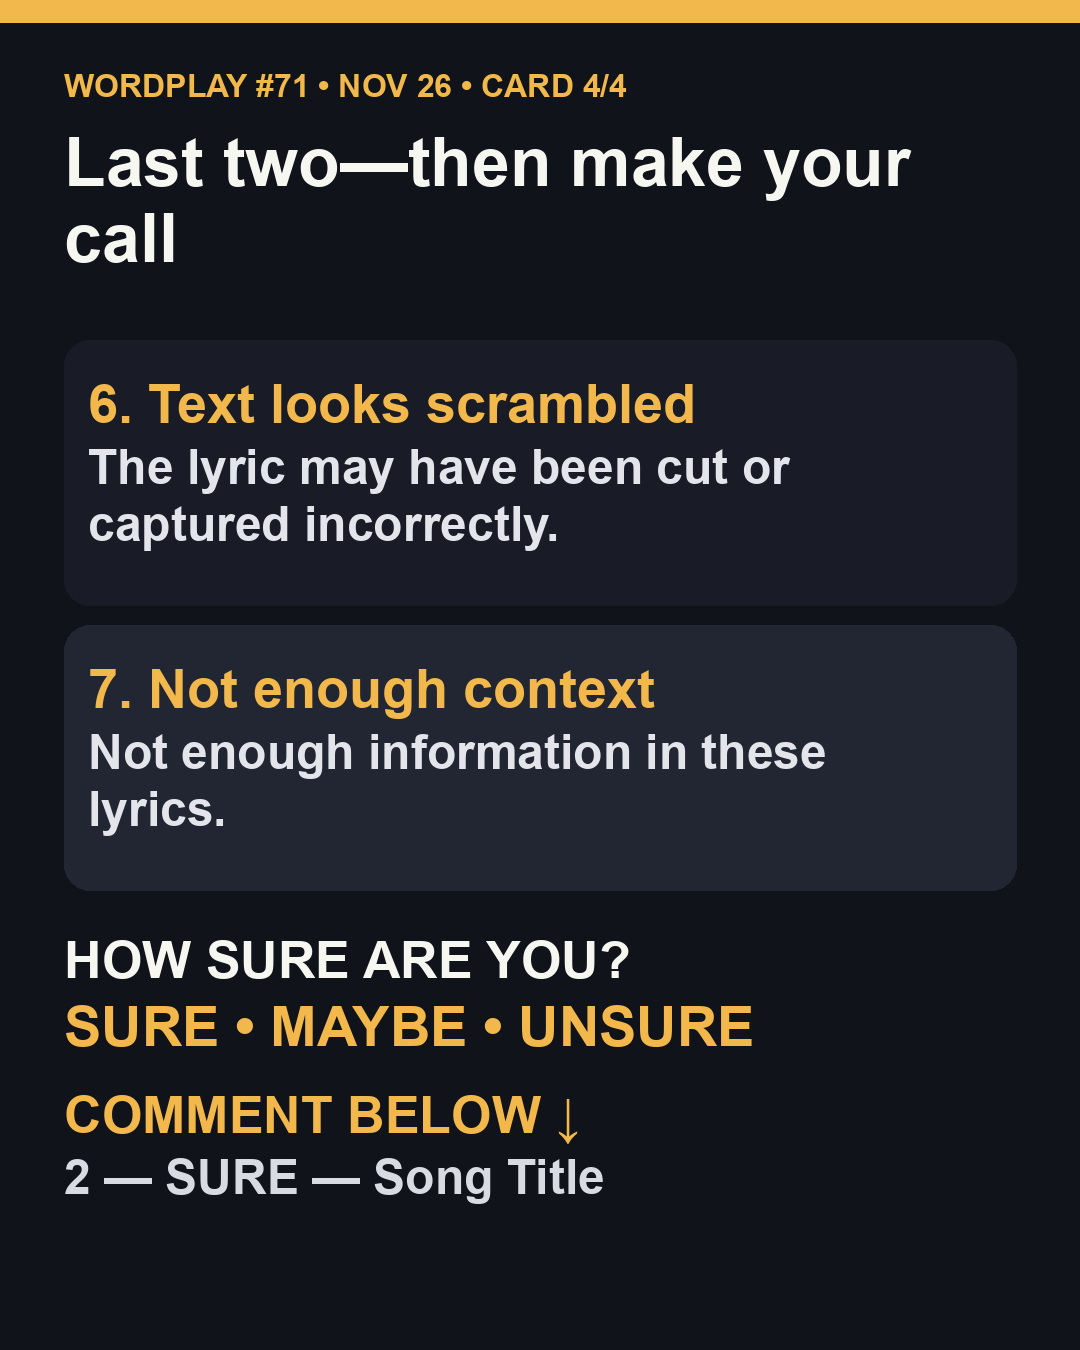 WORDPLAY #71 • NOV 26 • CARD 4/4
Last two—then make your
call
6. Text looks scrambled
The lyric may have been cut or
captured incorrectly.
7. Not enough context
Not enough information in these
lyrics.
HOW SURE ARE YOU?
SURE • MAYBE • UNSURE
COMMENT BELOW ↓
2 — SURE — Song Title